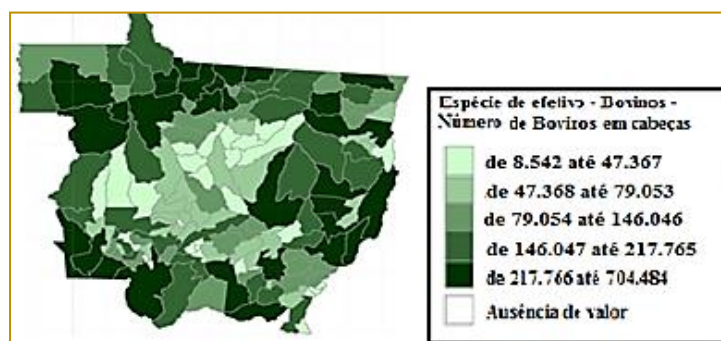 Espécie de efetivo - Bovinos -
Número de Boviros em cabeças
de 8.542 até 47.367
de 47.368 até 79.053
de 79.054 até 146.046
de 146.047 até 217.765
de 217.766 até 704.484
Ausência de valor